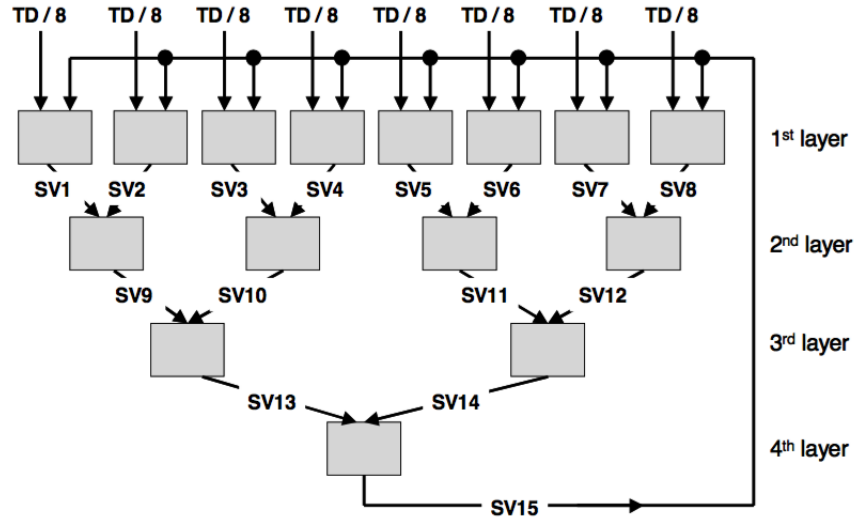 TD / 8 TD / 8 TD / 8 TD / 8 TD / 8 TD / 8 TD / 8 TD / 8
1st layer
SV1 SV2 SV3 SV4 SV5 SV6 SV7 SV8
2nd layer
SV9 SV10 SV11 SV12
3rd layer
SV13 SV14
4th layer
SV15